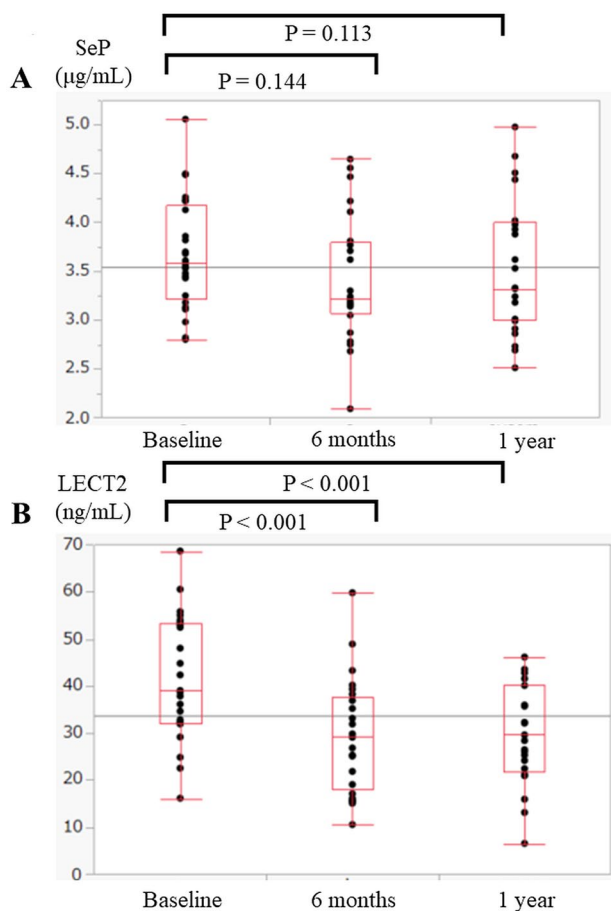 P = 0.113
SeP
(μg/mL)
P = 0.144
A
5.0
4.5
4.0
3.5
3.0
2.5
2.0
Baseline 6 months 1 year
LECT2
(ng/mL)
P < 0.001
P < 0.001
B
70
60
50
40
30
20
10
0
Baseline 6 months 1 year